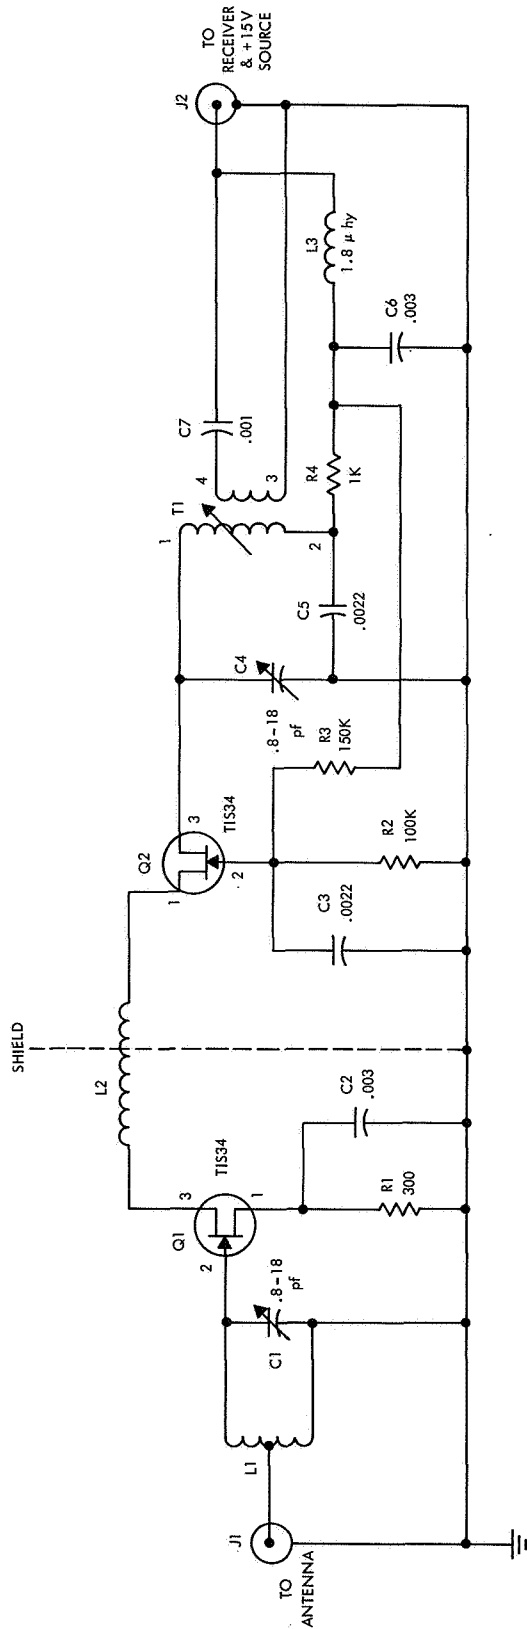 SHIELD
L2
Q1
TIS34
3
2
1
J1
TO
ANTENNA
L1
C1
.8-18
pf
R1
300
C2
.003
Q2
TIS34
1
3
2
C3
.0022
R2
100K
R3
150K
C4
.8-18
pf
C5
.0022
T1
1
2
4
3
C7
.001
R4
1K
L3
1.8 μ hy
C6
.003
J2
TO
RECEIVER
& +15V
SOURCE